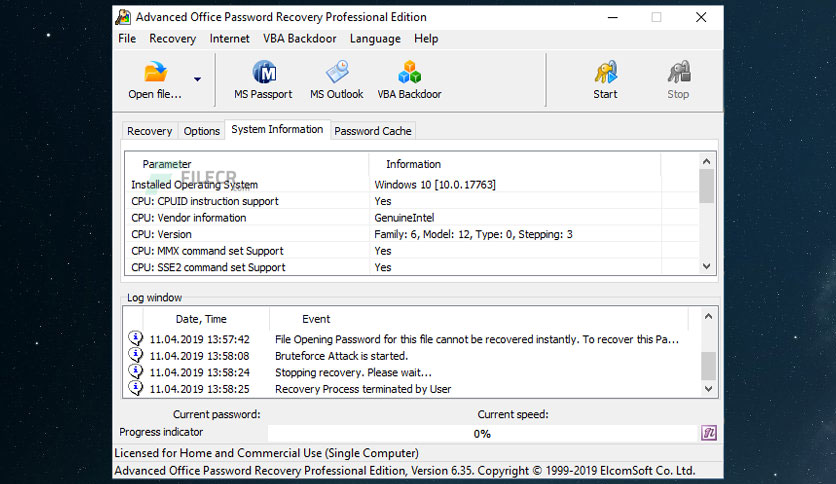 Advanced Office Password Recovery Professional Edition
File Recovery Internet VBA Backdoor Language Help
Open file... MS Passport MS Outlook VBA Backdoor Start Stop
Recovery Options System Information Password Cache
Parameter Information
FILECR
.com
Installed Operating System Windows 10 [10.0.17763]
CPU: CPUID instruction support Yes
CPU: Vendor information GenuineIntel
CPU: Version Family: 6, Model: 12, Type: 0, Stepping: 3
CPU: MMX command set Support Yes
CPU: SSE2 command set Support Yes
Log window
Date, Time Event
11.04.2019 13:57:42 File Opening Password for this file cannot be recovered instantly. To recover this Pa...
11.04.2019 13:58:08 Bruteforce Attack is started.
11.04.2019 13:58:24 Stopping recovery. Please wait...
11.04.2019 13:58:25 Recovery Process terminated by User
Current password: Current speed:
Progress indicator 0%
Licensed for Home and Commercial Use (Single Computer)
Advanced Office Password Recovery Professional Edition, Version 6.35. Copyright © 1999-2019 ElcomSoft Co. Ltd.